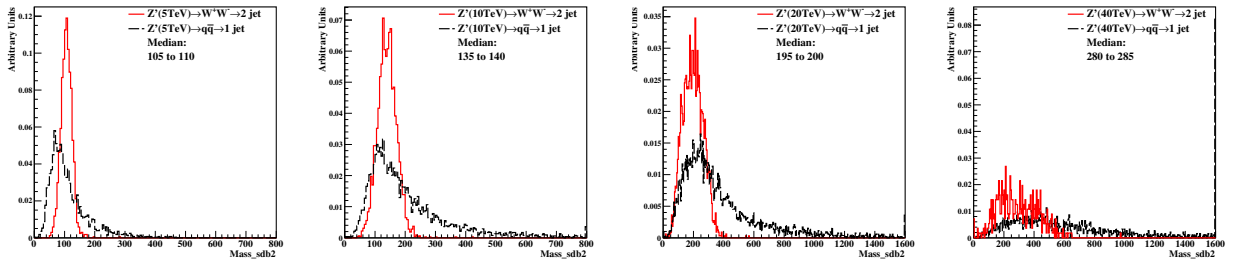 Arbitrary Units
Z'(5TeV)→W⁺W⁻→2 jet
Z'(5TeV)→qq̅→1 jet
Median:
105 to 110
0.12
0.1
0.08
0.06
0.04
0.02
0
0 100 200 300 400 500 600 700 800
Mass_sdb2
Arbitrary Units
Z'(10TeV)→W⁺W⁻→2 jet
Z'(10TeV)→qq̅→1 jet
Median:
135 to 140
0.07
0.06
0.05
0.04
0.03
0.02
0.01
0.00
0 100 200 300 400 500 600 700 800
Mass_sdb2
Arbitrary Units
Z'(20TeV)→W⁺W⁻→2 jet
Z'(20TeV)→qq̅→1 jet
Median:
195 to 200
0.035
0.03
0.025
0.02
0.015
0.01
0.005
0
0 200 400 600 800 1000 1200 1400 1600
Mass_sdb2
Arbitrary Units
Z'(40TeV)→W⁺W⁻→2 jet
Z'(40TeV)→qq̅→1 jet
Median:
280 to 285
0.08
0.07
0.06
0.05
0.04
0.03
0.02
0.01
0
0 200 400 600 800 1000 1200 1400 1600
Mass_sdb2